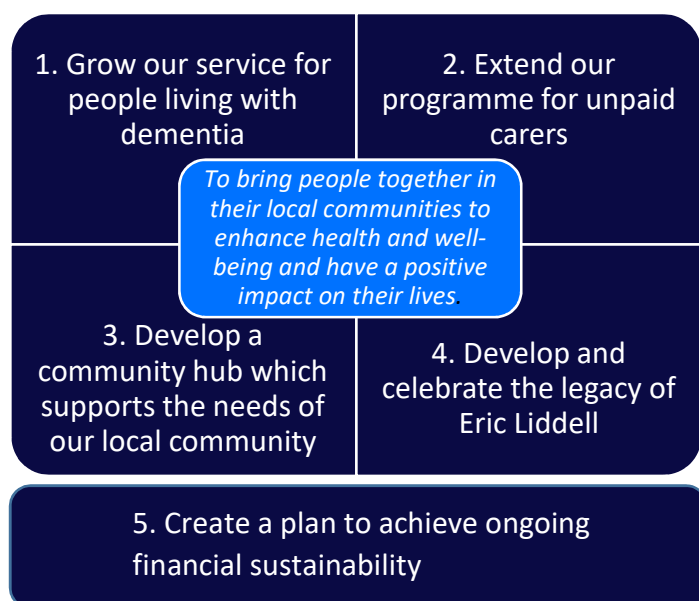 1. Grow our service for
people living with
dementia
2. Extend our
programme for unpaid
carers
To bring people together in
their local communities to
enhance health and well-
being and have a positive
impact on their lives.
3. Develop a
community hub which
supports the needs of
our local community
4. Develop and
celebrate the legacy of
Eric Liddell
5. Create a plan to achieve ongoing
financial sustainability